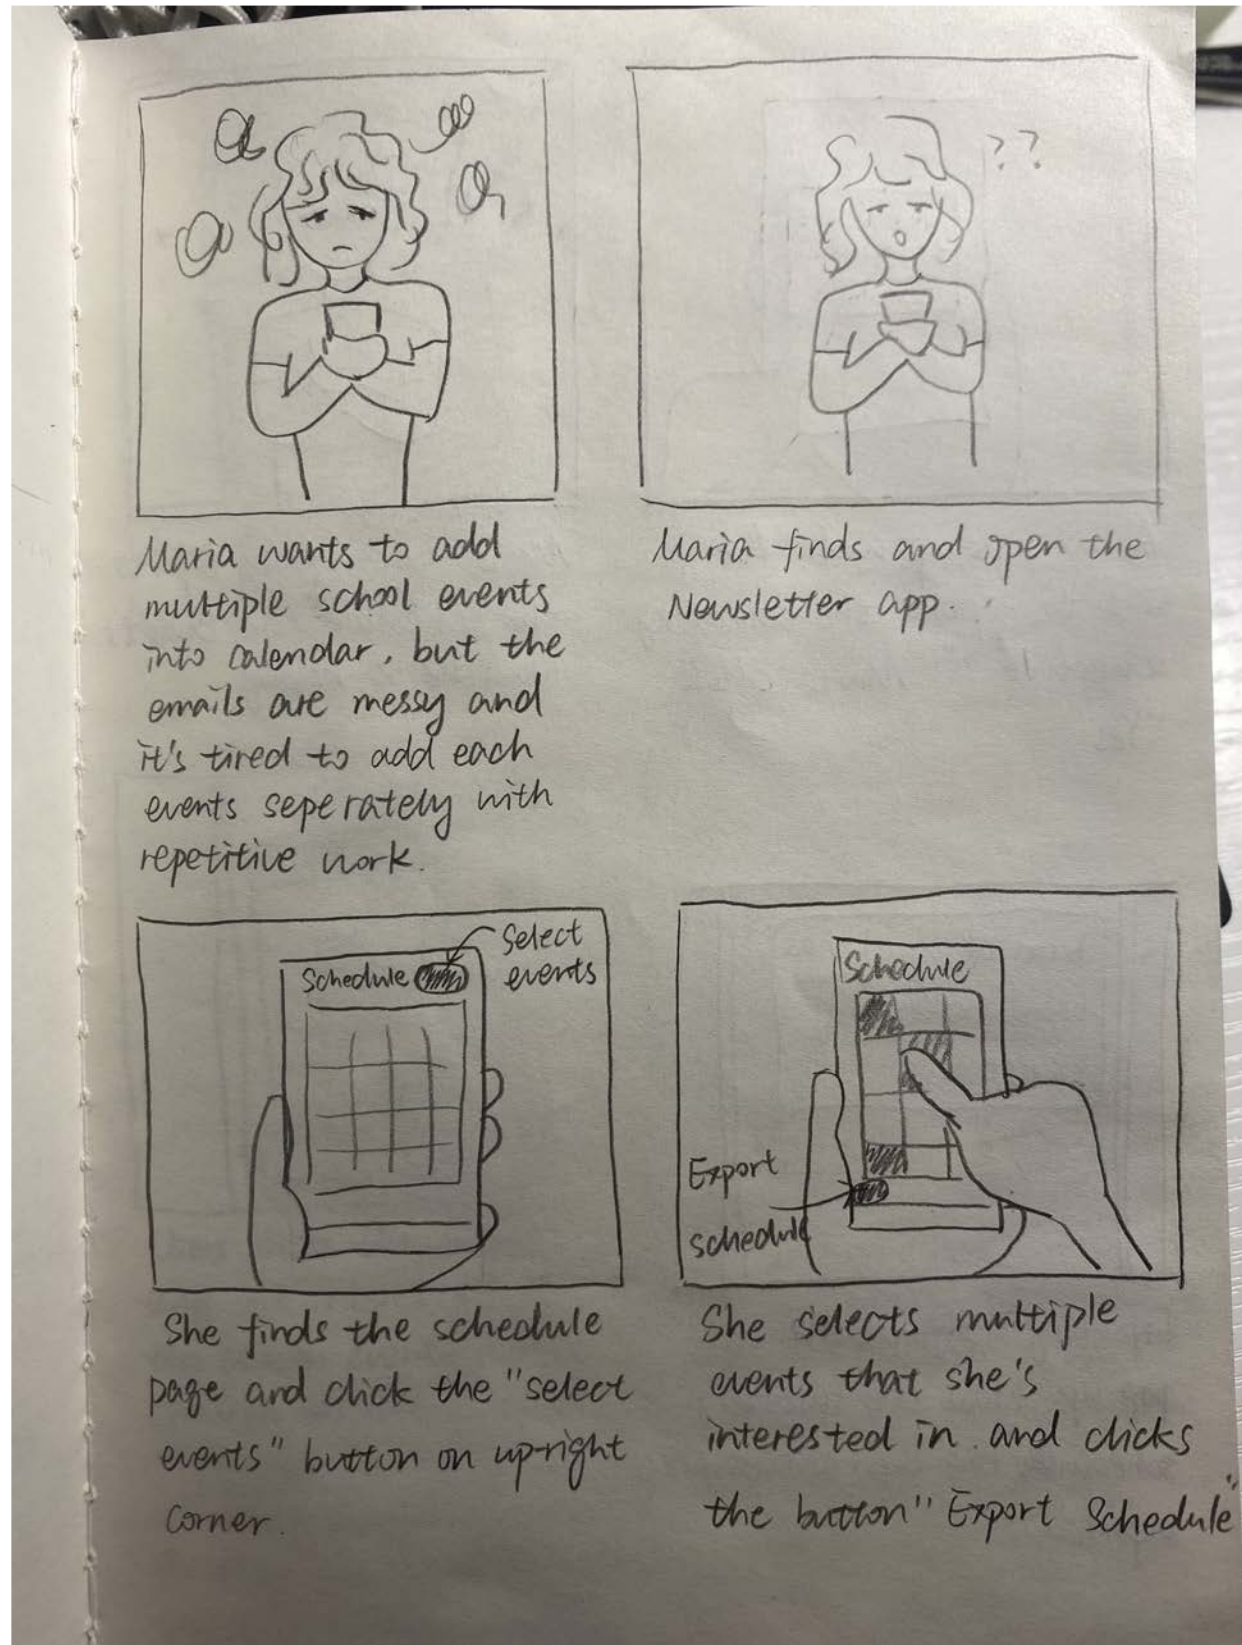 ??
Maria wants to add
multiple school events
into calendar, but the
emails are messy and
it's tired to add each
events seperately with
repetitive work.
Maria finds and open the
Newsletter app.
Select
events
Schedule
She finds the schedule
page and click the "select
events" button on up-right
corner.
Schedule
Export
schedule
She selects multiple
events that she's
interested in and clicks
the button "Export Schedule"